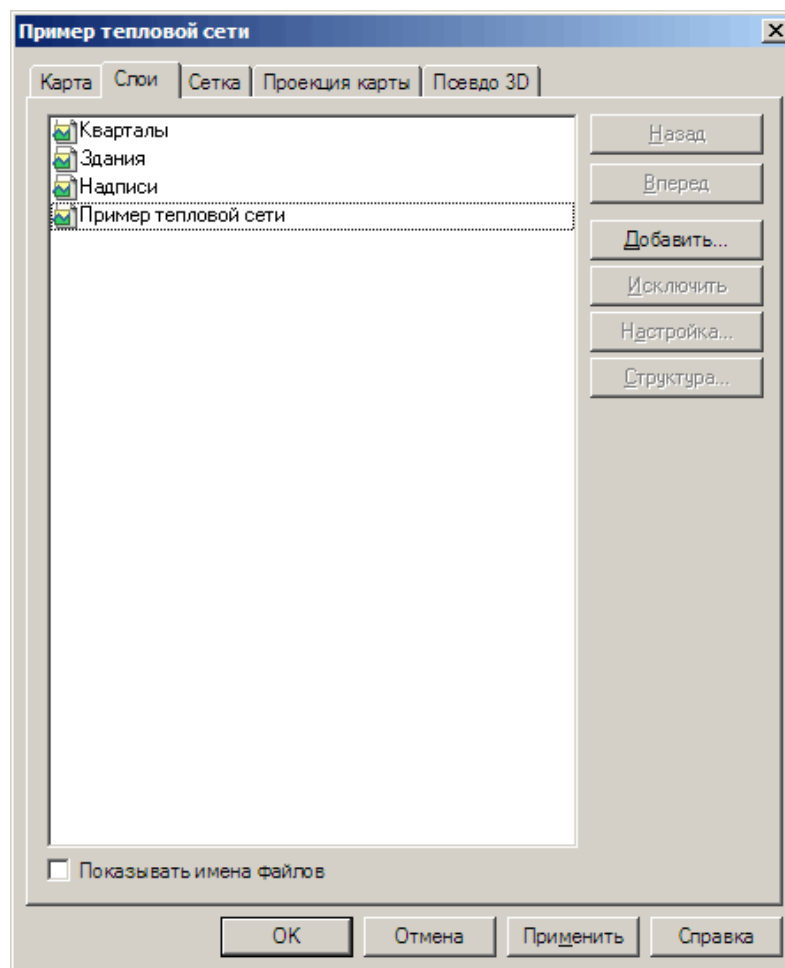 Пример тепловой сети
Карта Слои Сетка Проекция карты Псевдо 3D
Кварталы
Здания
Надписи
Пример тепловой сети
Назад
Вперед
Добавить...
Исключить
Настройка...
Структура...
Показывать имена файлов
OK Отмена Применить Справка